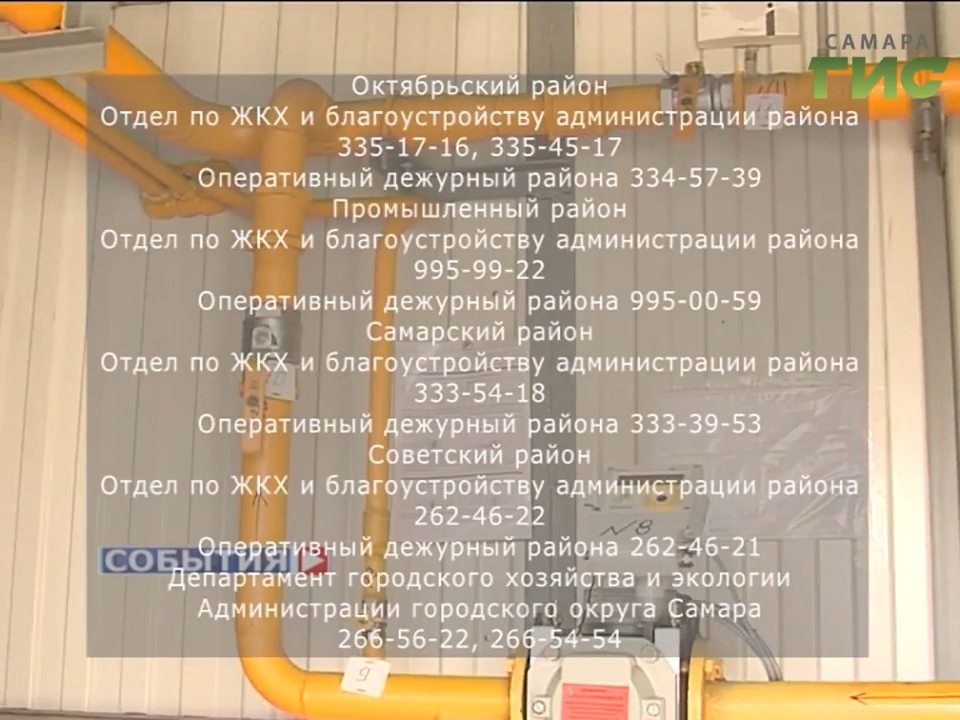 САМАРА
ГИС
Октябрьский район
Отдел по ЖКХ и благоустройству администрации района
335-17-16, 335-45-17
Оперативный дежурный района 334-57-39
Промышленный район
Отдел по ЖКХ и благоустройству администрации района
995-99-22
Оперативный дежурный района 995-00-59
Самарский район
Отдел по ЖКХ и благоустройству администрации района
333-54-18
Оперативный дежурный района 333-39-53
Советский район
Отдел по ЖКХ и благоустройству администрации района
262-46-22
№8
Оперативный дежурный района 262-46-21
СОБЫТИЯ
Департамент городского хозяйства и экологии
Администрации городского округа Самара
266-56-22, 266-54-54
9